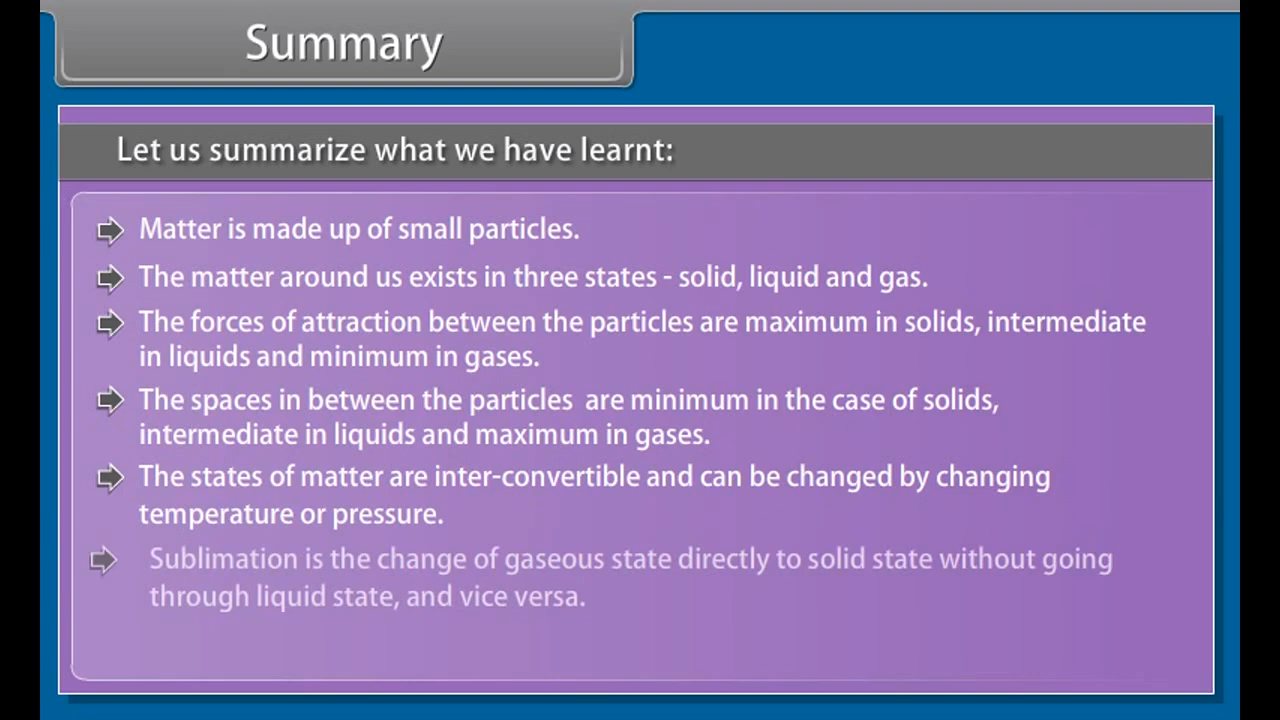 Summary
Let us summarize what we have learnt:
Matter is made up of small particles.
The matter around us exists in three states - solid, liquid and gas.
The forces of attraction between the particles are maximum in solids, intermediate
in liquids and minimum in gases.
The spaces in between the particles  are minimum in the case of solids,
intermediate in liquids and maximum in gases.
The states of matter are inter-convertible and can be changed by changing
temperature or pressure.
Sublimation is the change of gaseous state directly to solid state without going
through liquid state, and vice versa.